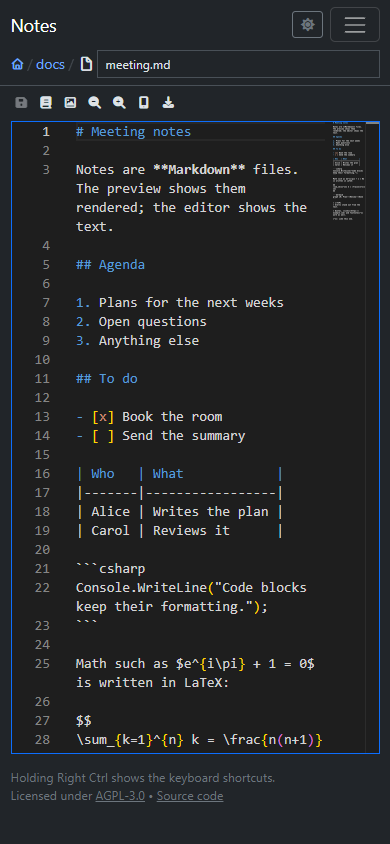 Notes
/ docs / meeting.md
1 # Meeting notes
2
3 Notes are **Markdown** files.
The preview shows them
rendered; the editor shows the
text.
4
5 ## Agenda
6
7 1. Plans for the next weeks
8 2. Open questions
9 3. Anything else
10
11 ## To do
12
13 - [x] Book the room
14 - [ ] Send the summary
15
16 | Who   | What            |
17 |-------|-----------------|
18 | Alice | Writes the plan |
19 | Carol | Reviews it      |
20
21 ```csharp
22 Console.WriteLine("Code blocks
keep their formatting.");
23 ```
24
25 Math such as $e^{i\pi} + 1 = 0$
is written in LaTeX:
26
27 $$
28 \sum_{k=1}^{n} k = \frac{n(n+1)}
Holding Right Ctrl shows the keyboard shortcuts.
Licensed under AGPL-3.0 • Source code